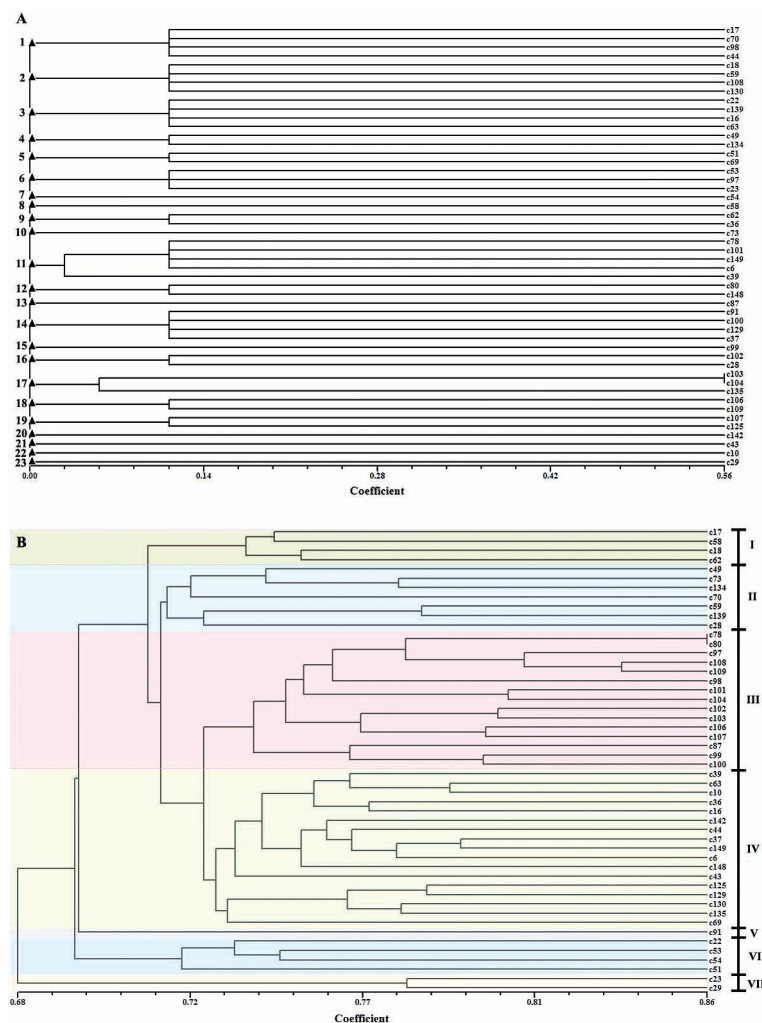 A
c17
c70
c98
1
c44
c18
c59
2
c108
c130
c22
c139
3
c16
c63
c49
4
c134
c51
5
c69
c53
6
c97
c23
7
c54
8
c58
c62
9
c36
10
c73
c78
c101
c149
11
c6
c39
c80
12
c148
13
c87
c91
c100
14
c129
c37
15
c99
c102
16
c28
c103
17
c104
c135
c106
18
c109
c107
19
c125
20
c142
21
c43
22
c10
23
c29
0.00 0.14 0.28 0.42 0.56
Coefficient
B
c17
c58
I
c18
c62
c49
c73
c134
II
c70
c59
c139
c28
c78
c80
c97
c108
c109
c98
c101
III
c104
c102
c103
c106
c107
c87
c99
c100
c39
c63
c10
c36
c16
c142
c44
c37
IV
c149
c6
c148
c43
c125
c129
c130
c135
c69
c91
V
c22
c53
VI
c54
c51
c23
VII
c29
0.68 0.72 0.77 0.81 0.86
Coefficient